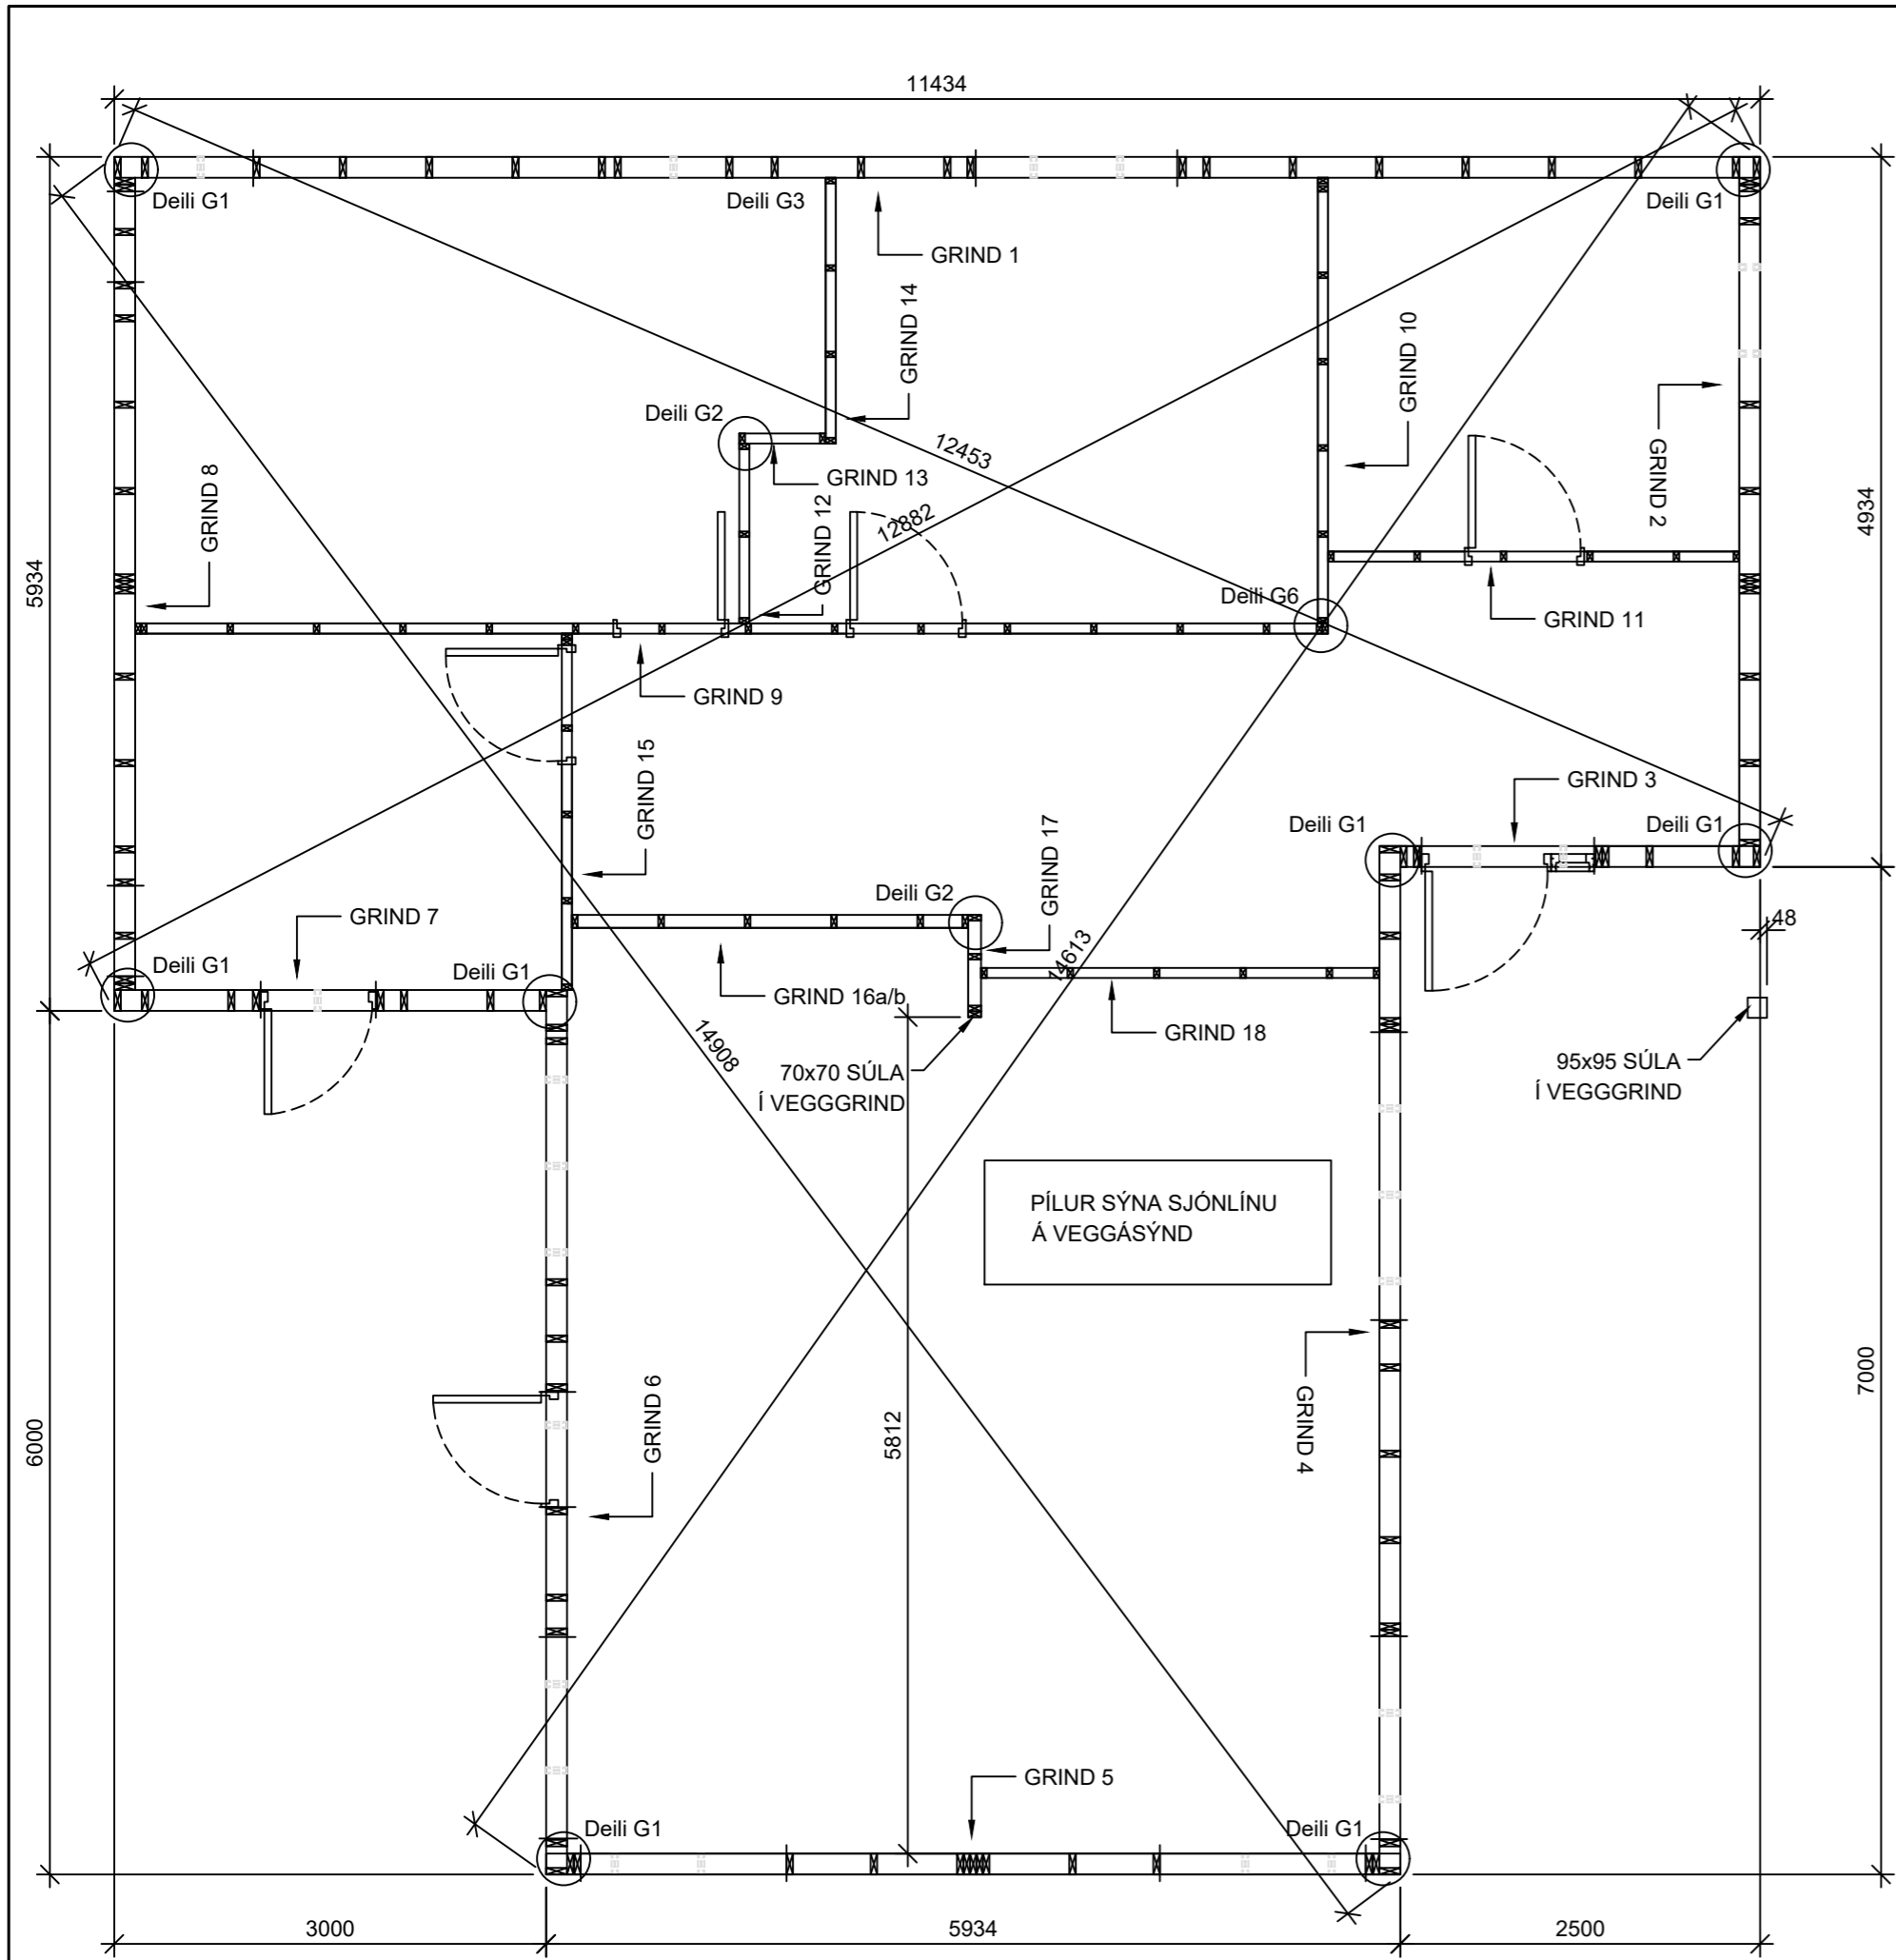 11434
Deili G1
Deili G3
Deili G1
GRIND 1
GRIND 14
GRIND 10
Deili G2
12453
GRIND 2
4934
GRIND 8
GRIND 13
12882
GRIND 12
5934
Deili G6
GRIND 11
GRIND 9
GRIND 15
GRIND 3
Deili G1
Deili G1
GRIND 17
Deili G2
GRIND 7
48
Deili G1
Deili G1
14613
GRIND 16a/b
GRIND 18
14908
70x70 SÚLA
Í VEGGGRIND
95x95 SÚLA
Í VEGGGRIND
PÍLUR SÝNA SJÓNLÍNU
Á VEGGÁSÝND
7000
GRIND 6
GRIND 4
6000
5812
GRIND 5
Deili G1
Deili G1
3000
5934
2500